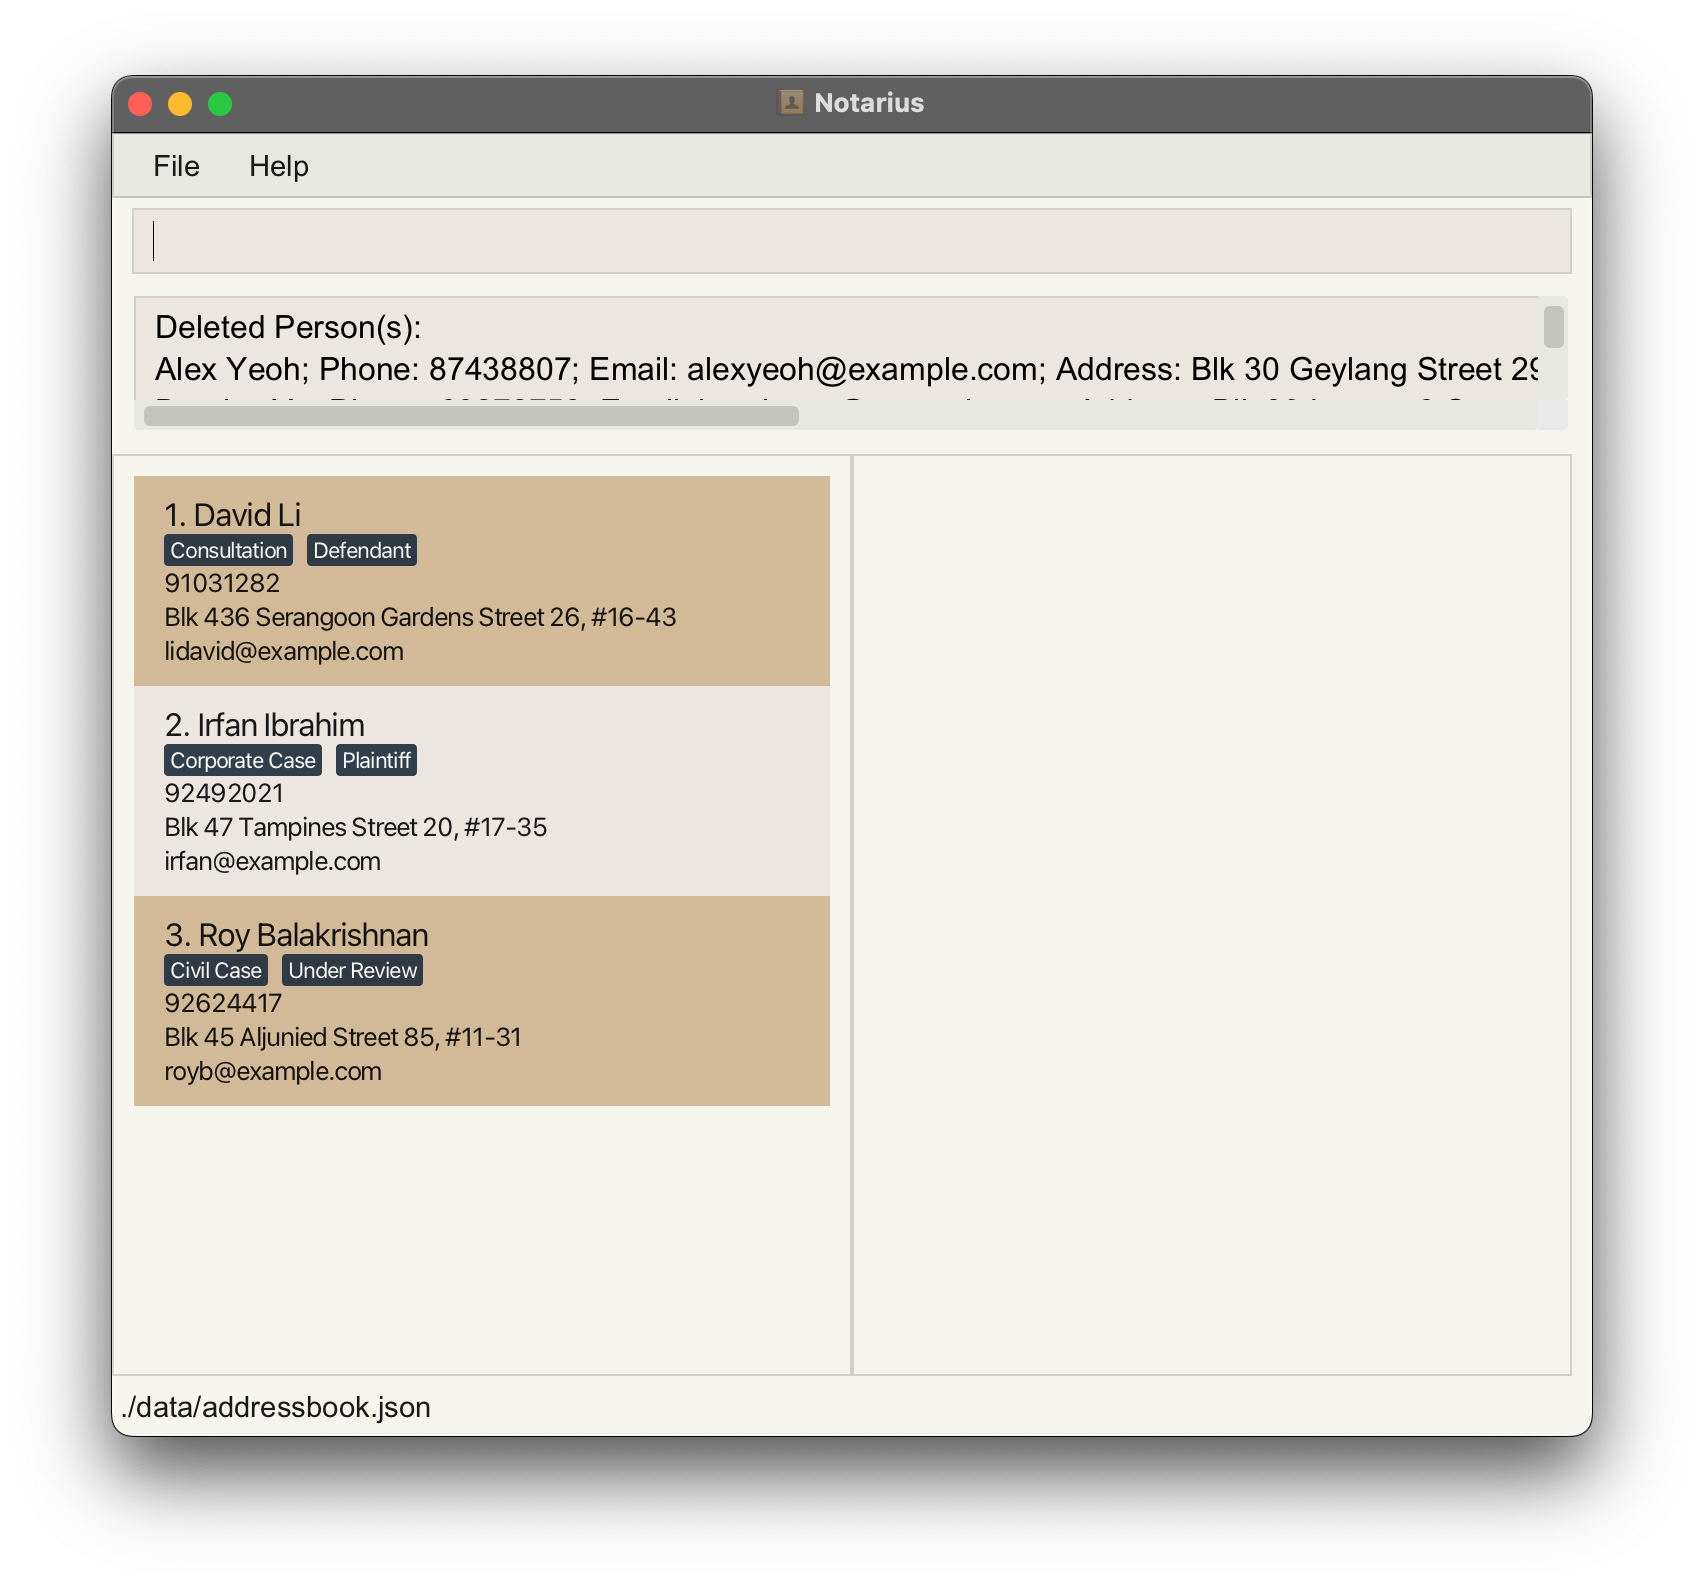 Notarius
File Help
Deleted Person(s):
Alex Yeoh; Phone: 87438807; Email: alexyeoh@example.com; Address: Blk 30 Geylang Street 29
1. David Li
Consultation Defendant
91031282
Blk 436 Serangoon Gardens Street 26, #16-43
lidavid@example.com
2. Irfan Ibrahim
Corporate Case Plaintiff
92492021
Blk 47 Tampines Street 20, #17-35
irfan@example.com
3. Roy Balakrishnan
Civil Case Under Review
92624417
Blk 45 Aljunied Street 85, #11-31
royb@example.com
./data/addressbook.json